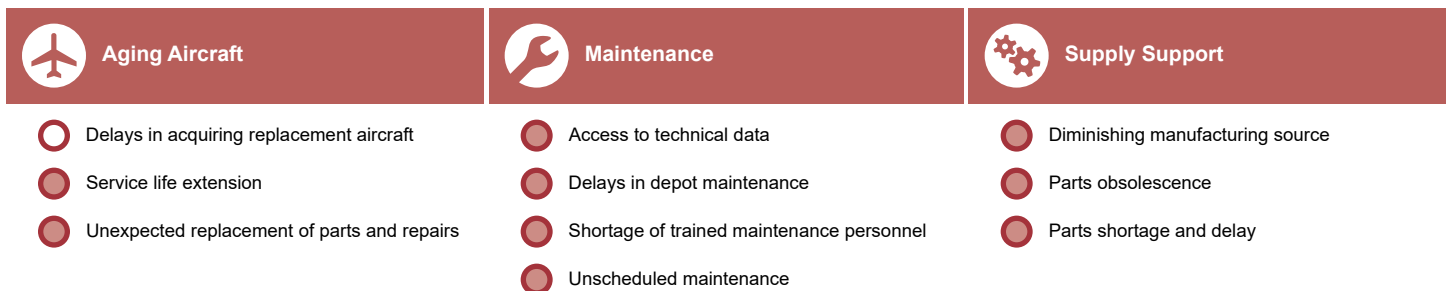 Aging Aircraft
Delays in acquiring replacement aircraft
Service life extension
Unexpected replacement of parts and repairs
Maintenance
Access to technical data
Delays in depot maintenance
Shortage of trained maintenance personnel
Unscheduled maintenance
Supply Support
Diminishing manufacturing source
Parts obsolescence
Parts shortage and delay